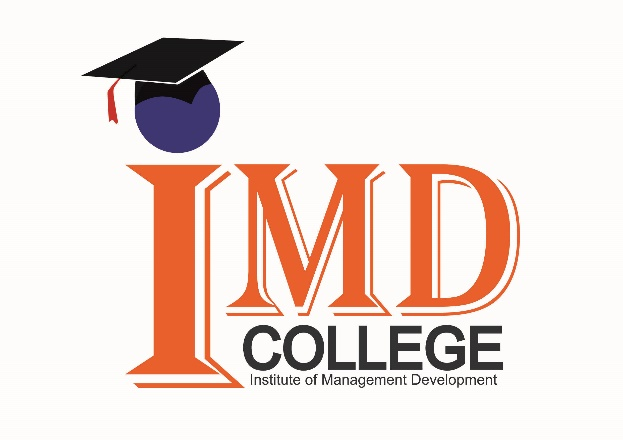 iMD
COLLEGE
Institute of Management Development